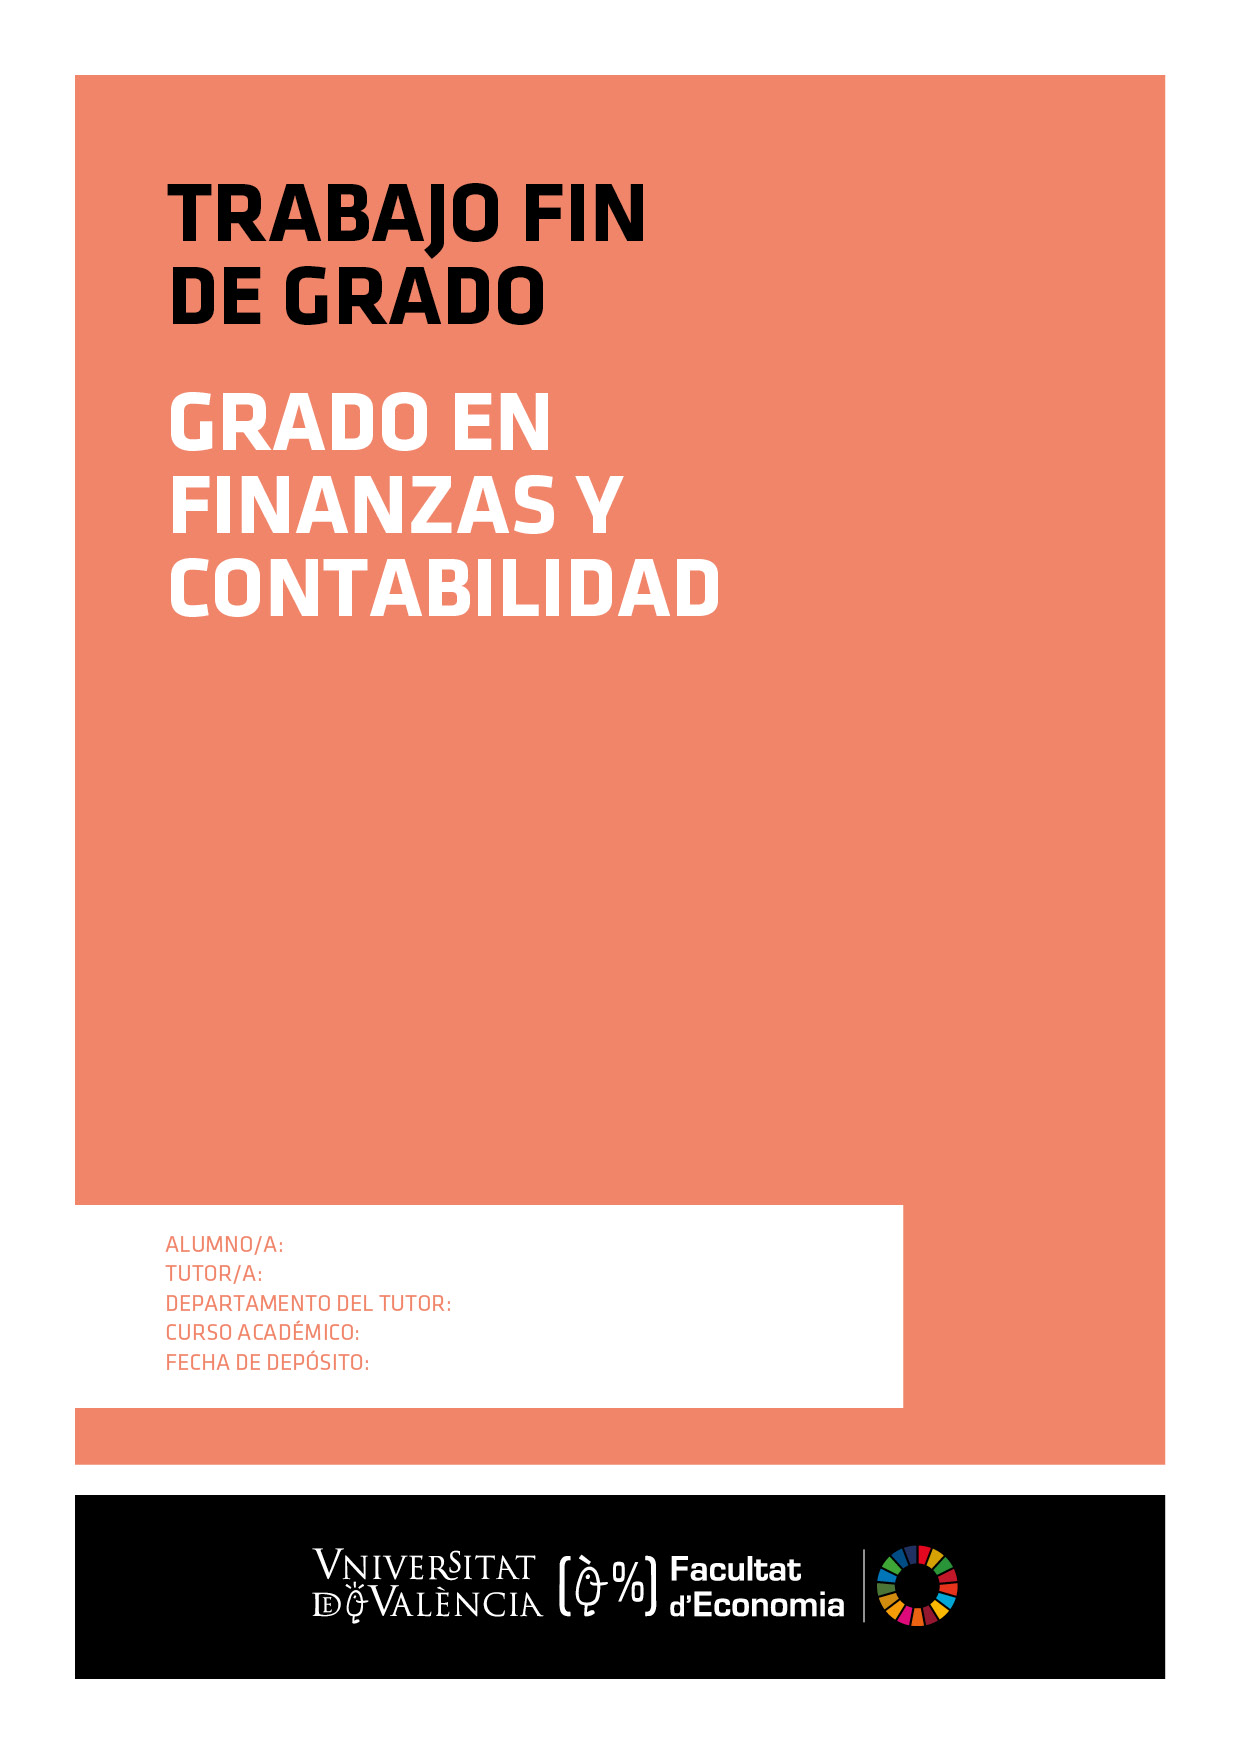 TRABAJO FIN
DE GRADO
GRADO EN
FINANZAS Y
CONTABILIDAD
ALUMNO/A:
TUTOR/A:
DEPARTAMENTO DEL TUTOR:
CURSO ACADÉMICO:
FECHA DE DEPÓSITO:
VNIVERSITAT
DE VALÈNCIA
[%] Facultat
d'Economia